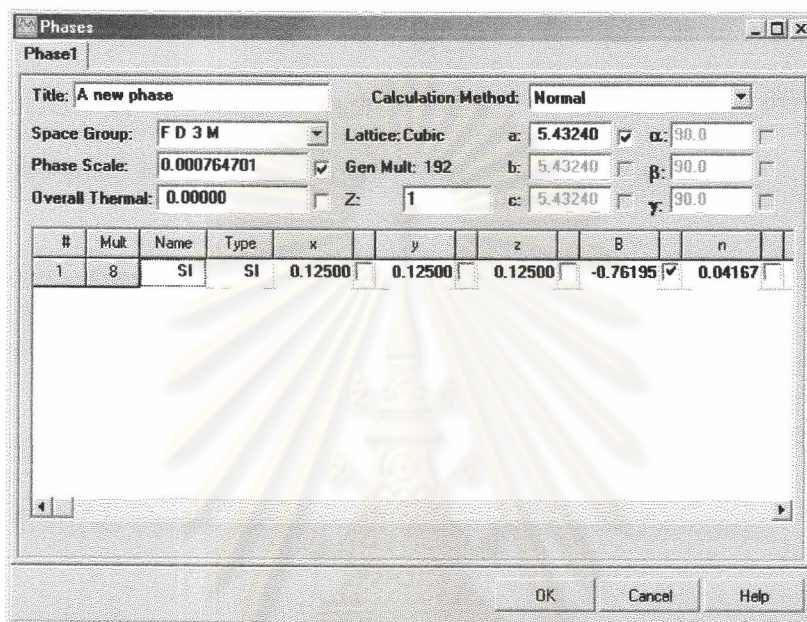 Phases
Phase1
Title: A new phase Calculation Method: Normal
Space Group: F D 3 M Lattice: Cubic a: 5.43240 α: 90.0
Phase Scale: 0.000764701 Gen Mult: 192 b: 5.43240 β: 90.0
Overall Thermal: 0.00000 Z: 1 c: 5.43240 γ: 90.0
# Mult Name Type x y z B n
1 8 SI SI 0.12500 0.12500 0.12500 -0.76195 0.04167
OK Cancel Help